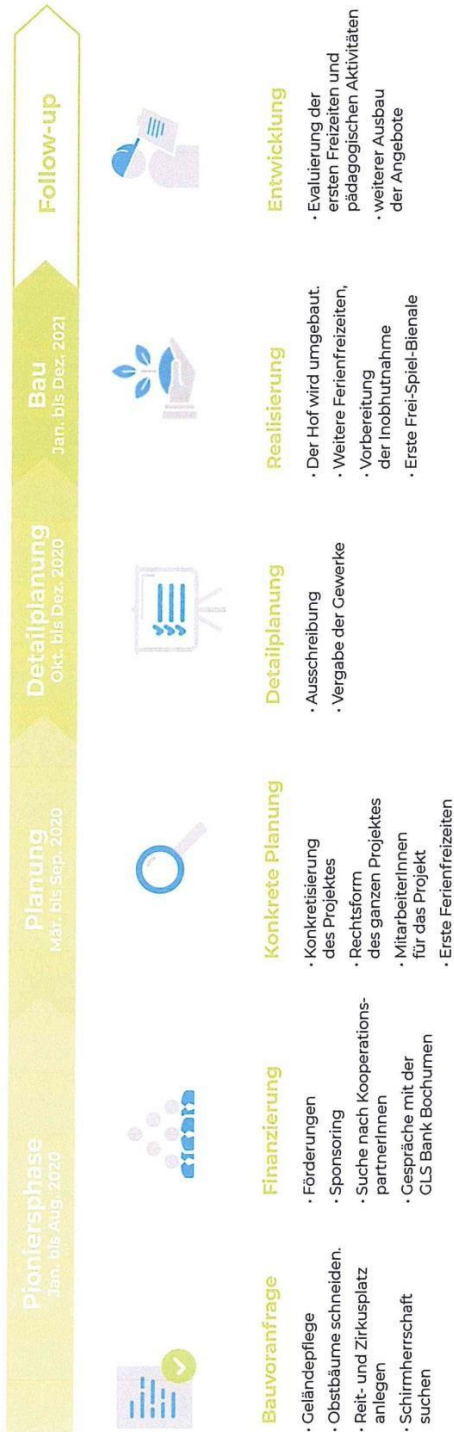 Pionierphase
Jan. bis Aug. 2020
Planung
Mär. bis Sep. 2020
Detailplanung
Okt. bis Dez. 2020
Bau
Jan. bis Dez. 2021
Follow-up
Bauvoranfrage
· Geländepflege
· Obstbäume schneiden.
· Reit- und Zirkusplatz
anlegen
· Schirmherrschaft
suchen
Finanzierung
· Förderungen
· Sponsoring
· Suche nach Kooperations-
partnerInnen
· Gespräche mit der
GLS Bank Bochumen
Konkrete Planung
· Konkretisierung
des Projektes
· Rechtsform
des ganzen Projektes
· MitarbeiterInnen
für das Projekt
· Erste Ferienfreizeiten
Detailplanung
· Ausschreibung
· Vergabe der Gewerke
Realisierung
· Der Hof wird umgebaut.
· Weitere Ferienfreizeiten,
· Vorbereitung
der Inobhutnahme
· Erste Frei-Spiel-Bienale
Entwicklung
· Evaluierung der
ersten Freizeiten und
pädagogischen Aktivitäten
· weiterer Ausbau
der Angebote